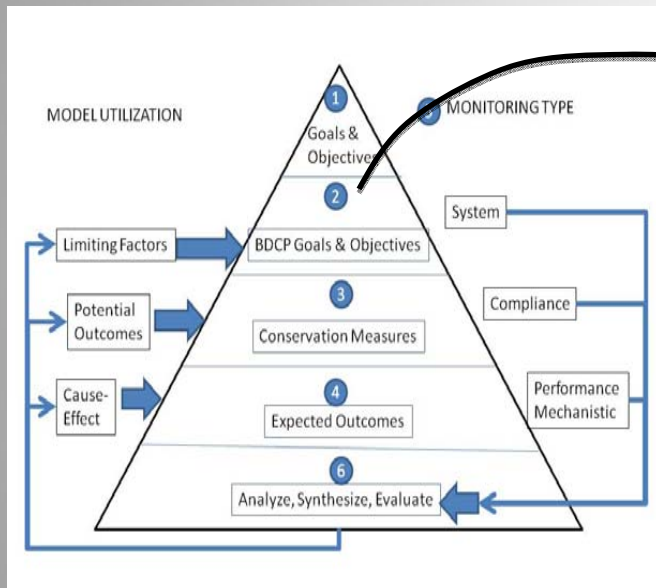 MODEL UTILIZATION
1
Goals &
Objectives
5 MONITORING TYPE
2
BDCP Goals & Objectives
Limiting Factors
System
3
Conservation Measures
Potential
Outcomes
Compliance
4
Expected Outcomes
Cause-
Effect
Performance
Mechanistic
6
Analyze, Synthesize, Evaluate